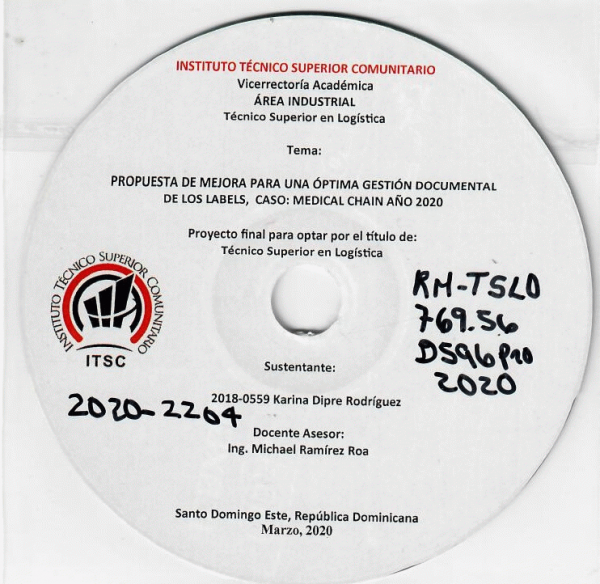 INSTITUTO TÉCNICO SUPERIOR COMUNITARIO
Vicerrectoría Académica
ÁREA INDUSTRIAL
Técnico Superior en Logística
Tema:
PROPUESTA DE MEJORA PARA UNA ÓPTIMA GESTIÓN DOCUMENTAL
DE LOS LABELS, CASO: MEDICAL CHAIN AÑO 2020
Proyecto final para optar por el título de:
Técnico Superior en Logística
INSTITUTO TÉCNICO SUPERIOR COMUNITARIO
ITSC
RM-TSLO
769.56
D596pro
2020
Sustentante:
2018-0559 Karina Dipre Rodríguez
2020-2204
Docente Asesor:
Ing. Michael Ramírez Roa
Santo Domingo Este, República Dominicana
Marzo, 2020